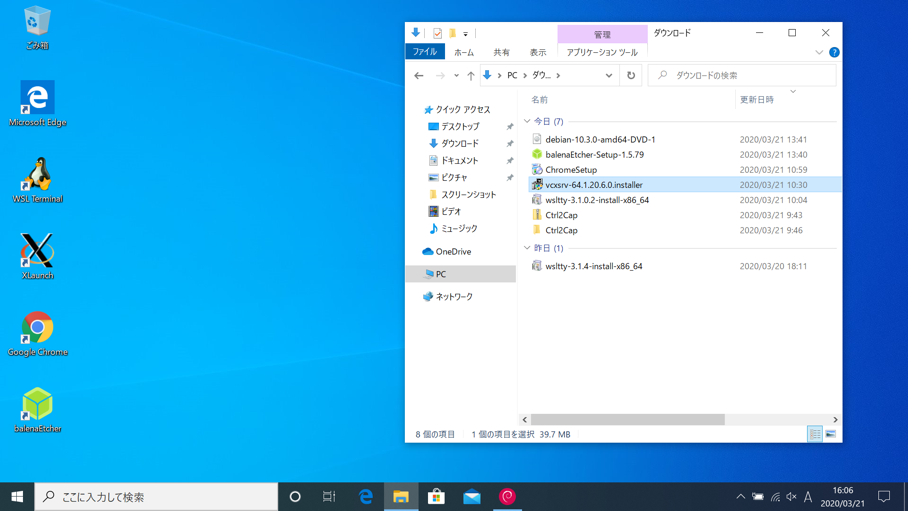 ごみ箱
Microsoft Edge
WSL Terminal
XLaunch
Google Chrome
balenaEtcher
管理
ダウンロード
ファイル
ホーム
共有
表示
アプリケーション ツール
PC
ダウ...
ダウンロードの検索
クイック アクセス
デスクトップ
ダウンロード
ドキュメント
ピクチャ
スクリーンショット
ビデオ
ミュージック
OneDrive
PC
ネットワーク
名前 更新日時
今日 (7)
debian-10.3.0-amd64-DVD-1 2020/03/21 13:41
balenaEtcher-Setup-1.5.79 2020/03/21 13:40
ChromeSetup 2020/03/21 10:59
vcxsrv-64.1.20.6.0.installer 2020/03/21 10:30
wsltty-3.1.0.2-install-x86_64 2020/03/21 10:04
Ctrl2Cap 2020/03/21 9:43
Ctrl2Cap 2020/03/21 9:46
昨日 (1)
wsltty-3.1.4-install-x86_64 2020/03/20 18:11
8 個の項目 1 個の項目を選択 39.7 MB
ここに入力して検索
A
16:06
2020/03/21